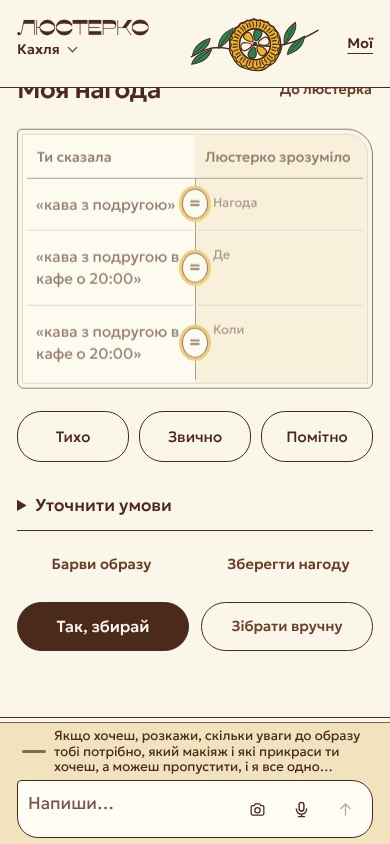 ЛЮСТЕРКО
Кахля
Мої
Моя нагода
До люстерка
Ти сказала
Люстерко зрозуміло
«кава з подругою»
=
Нагода
«кава з подругою в
кафе о 20:00»
=
Де
«кава з подругою в
кафе о 20:00»
=
Коли
Тихо
Звично
Помітно
Уточнити умови
Барви образу
Зберегти нагоду
Так, збирай
Зібрати вручну
Якщо хочеш, розкажи, скільки уваги до образу
тобі потрібно, який макіяж і які прикраси ти
хочеш, а можеш пропустити, і я все одно...
Напиши...